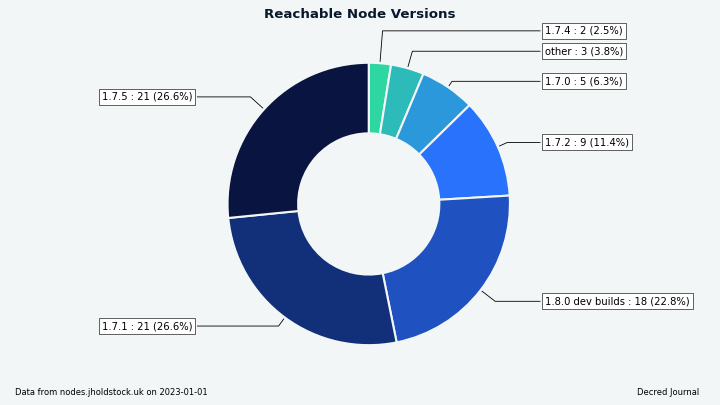 Reachable Node Versions
1.7.4 : 2 (2.5%)
other : 3 (3.8%)
1.7.0 : 5 (6.3%)
1.7.5 : 21 (26.6%)
1.7.2 : 9 (11.4%)
1.8.0 dev builds : 18 (22.8%)
1.7.1 : 21 (26.6%)
Data from nodes.jholdstock.uk on 2023-01-01
Decred Journal